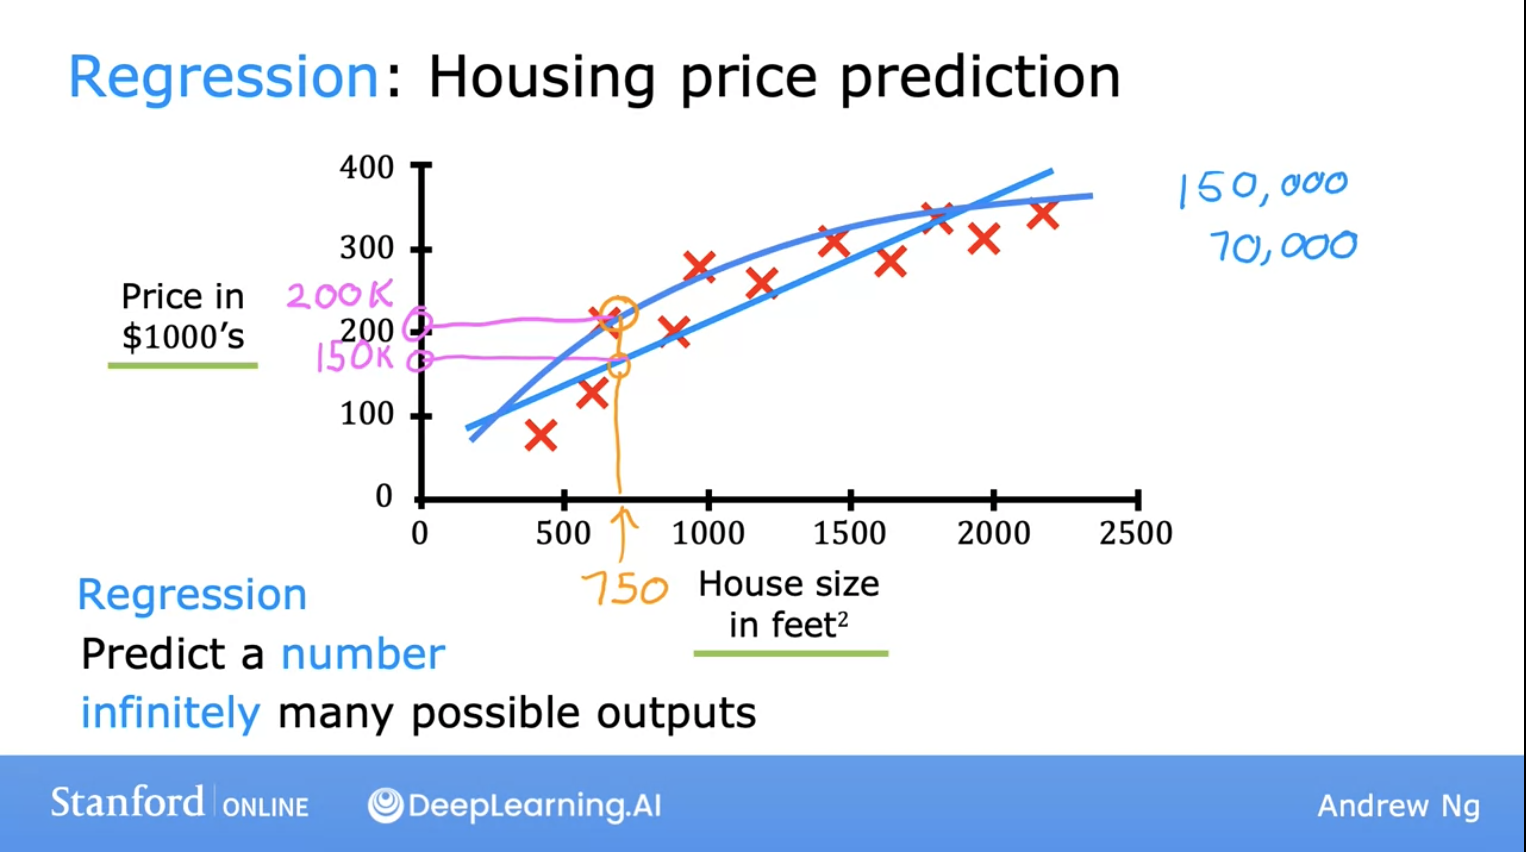 Regression: Housing price prediction
400
300
200
100
0
Price in
$1000's
200K
150K
150,000
70,000
0 500 1000 1500 2000 2500
750
House size
in feet²
Regression
Predict a number
infinitely many possible outputs
Stanford ONLINE
DeepLearning.AI
Andrew Ng